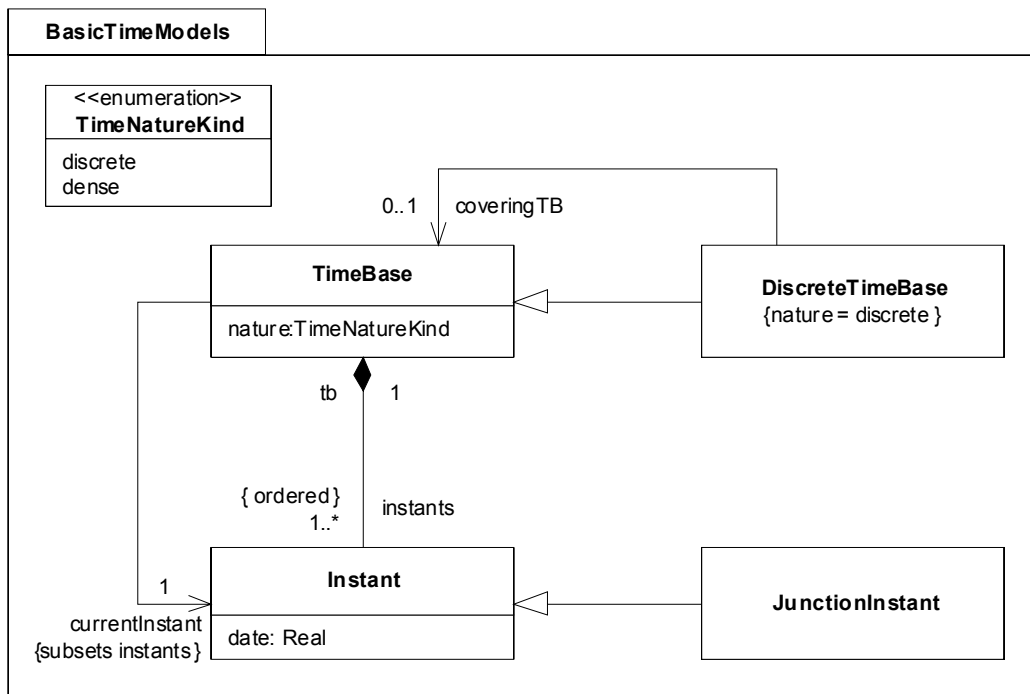 BasicTimeModels
<<enumeration>>
TimeNatureKind
discrete
dense
0..1 coveringTB
TimeBase
nature:TimeNatureKind
DiscreteTimeBase
{nature = discrete }
tb 1
{ ordered} instants
1..*
Instant
date: Real
1
currentInstant
{subsets instants}
JunctionInstant